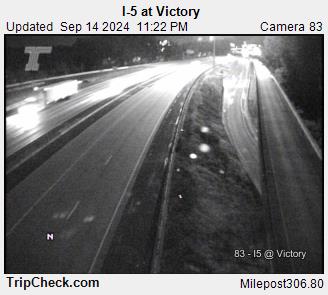 I-5 at Victory
Updated Sep 14 2024 11:22 PM Camera 83
T
N
83 - I5 @ Victory
TripCheck.com Milepost306.80